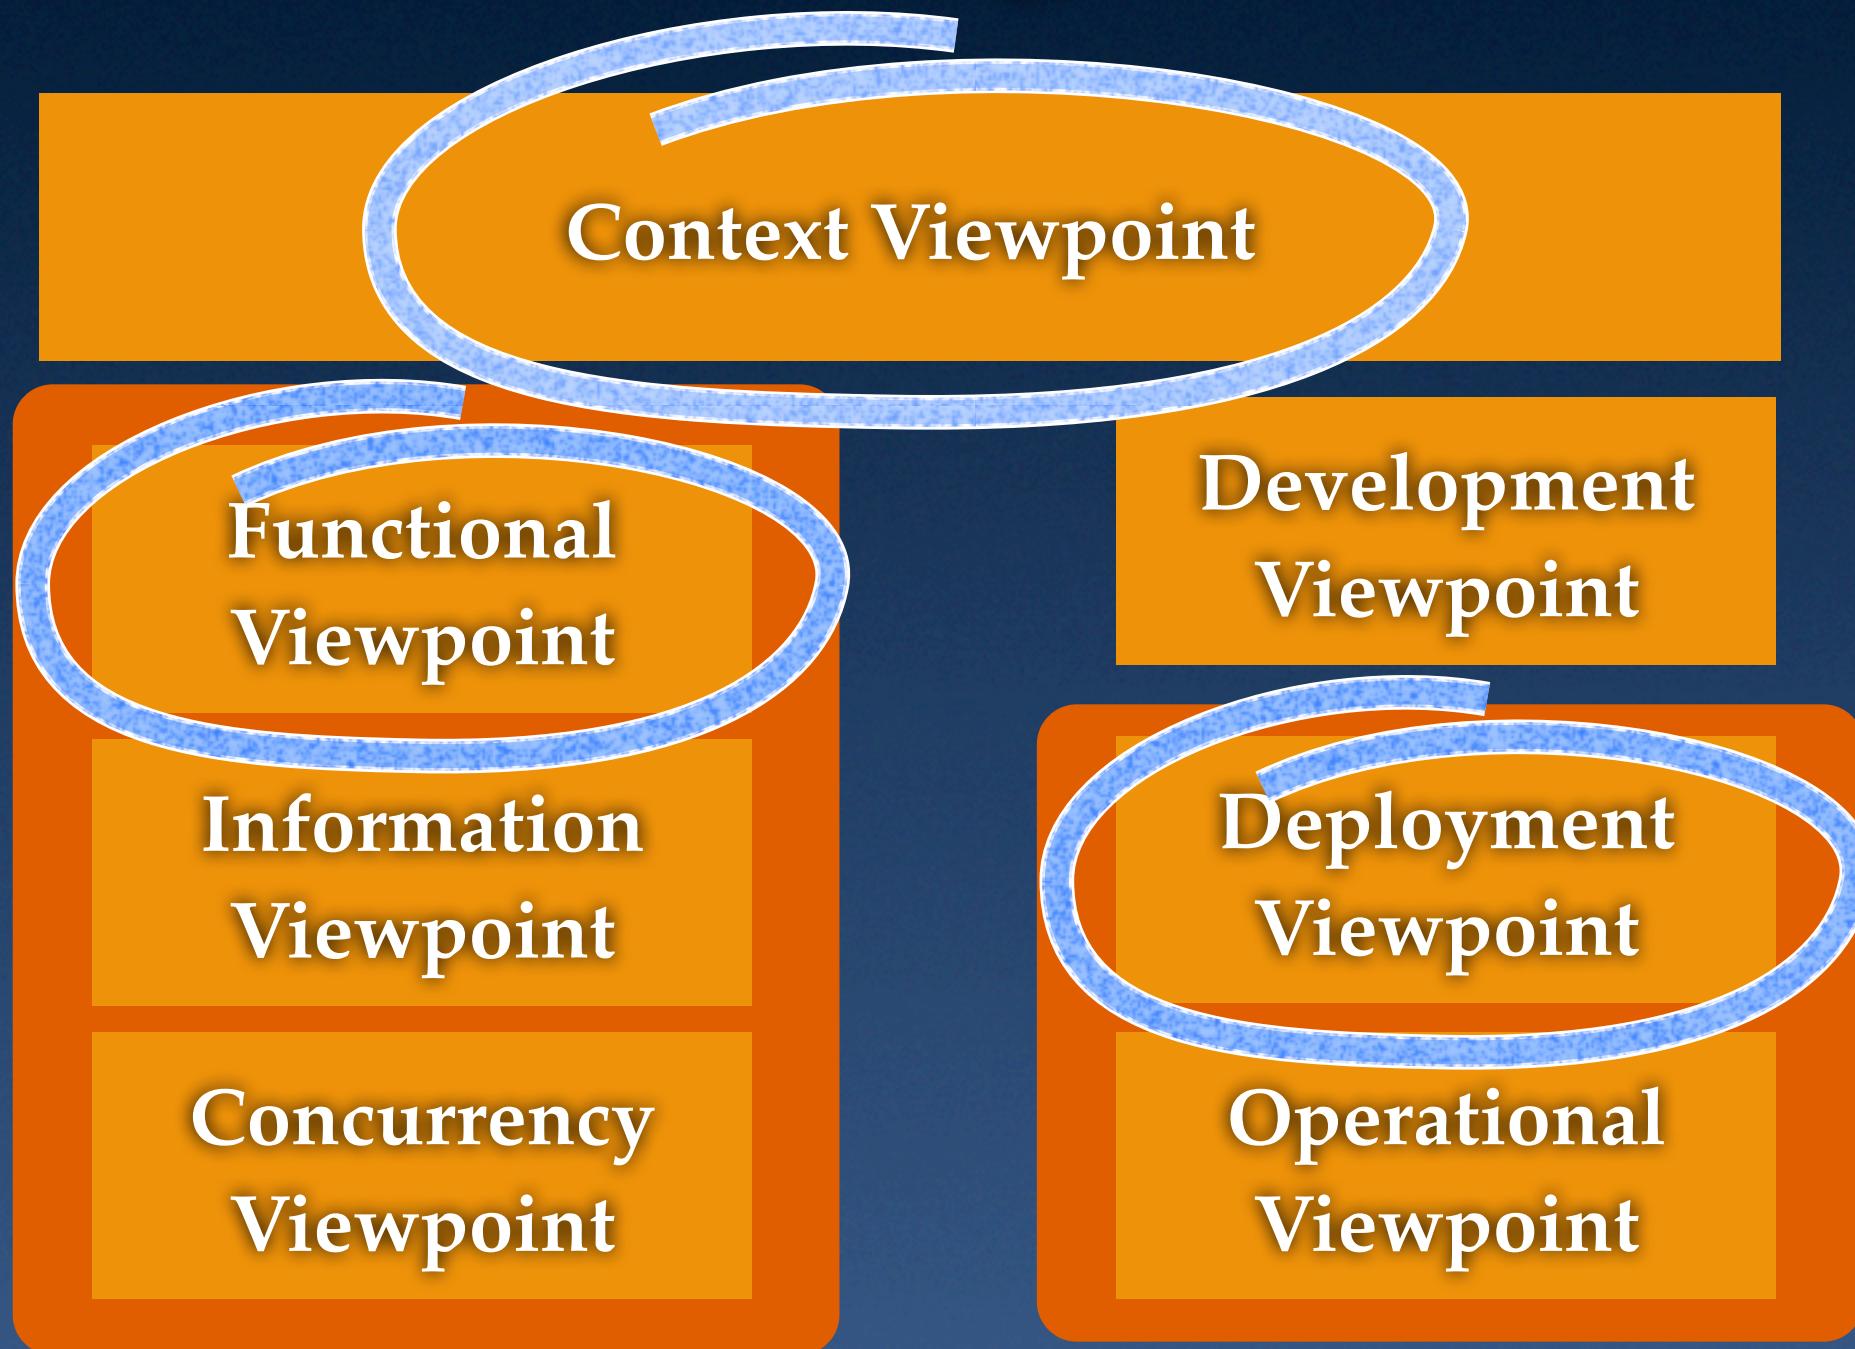 Context Viewpoint
Functional
Viewpoint
Information
Viewpoint
Concurrency
Viewpoint
Development
Viewpoint
Deployment
Viewpoint
Operational
Viewpoint